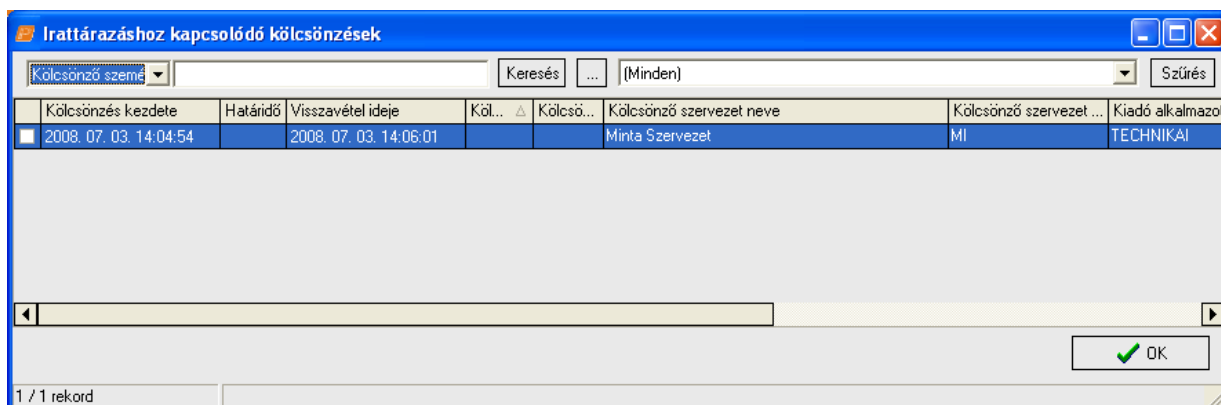 Irattárazáshoz kapcsolódó kölcsönzések
Kölcsönző szemé Keresés ... (Minden) Szűrés
Kölcsönzés kezdete Határidő Visszavétel ideje Köl... Kölcsö... Kölcsönző szervezet neve Kölcsönző szervezet ... Kiadó alkalmazo
2008. 07. 03. 14:04:54 2008. 07. 03. 14:06:01 Minta Szervezet MI TECHNIKAI
OK
1 / 1 rekord